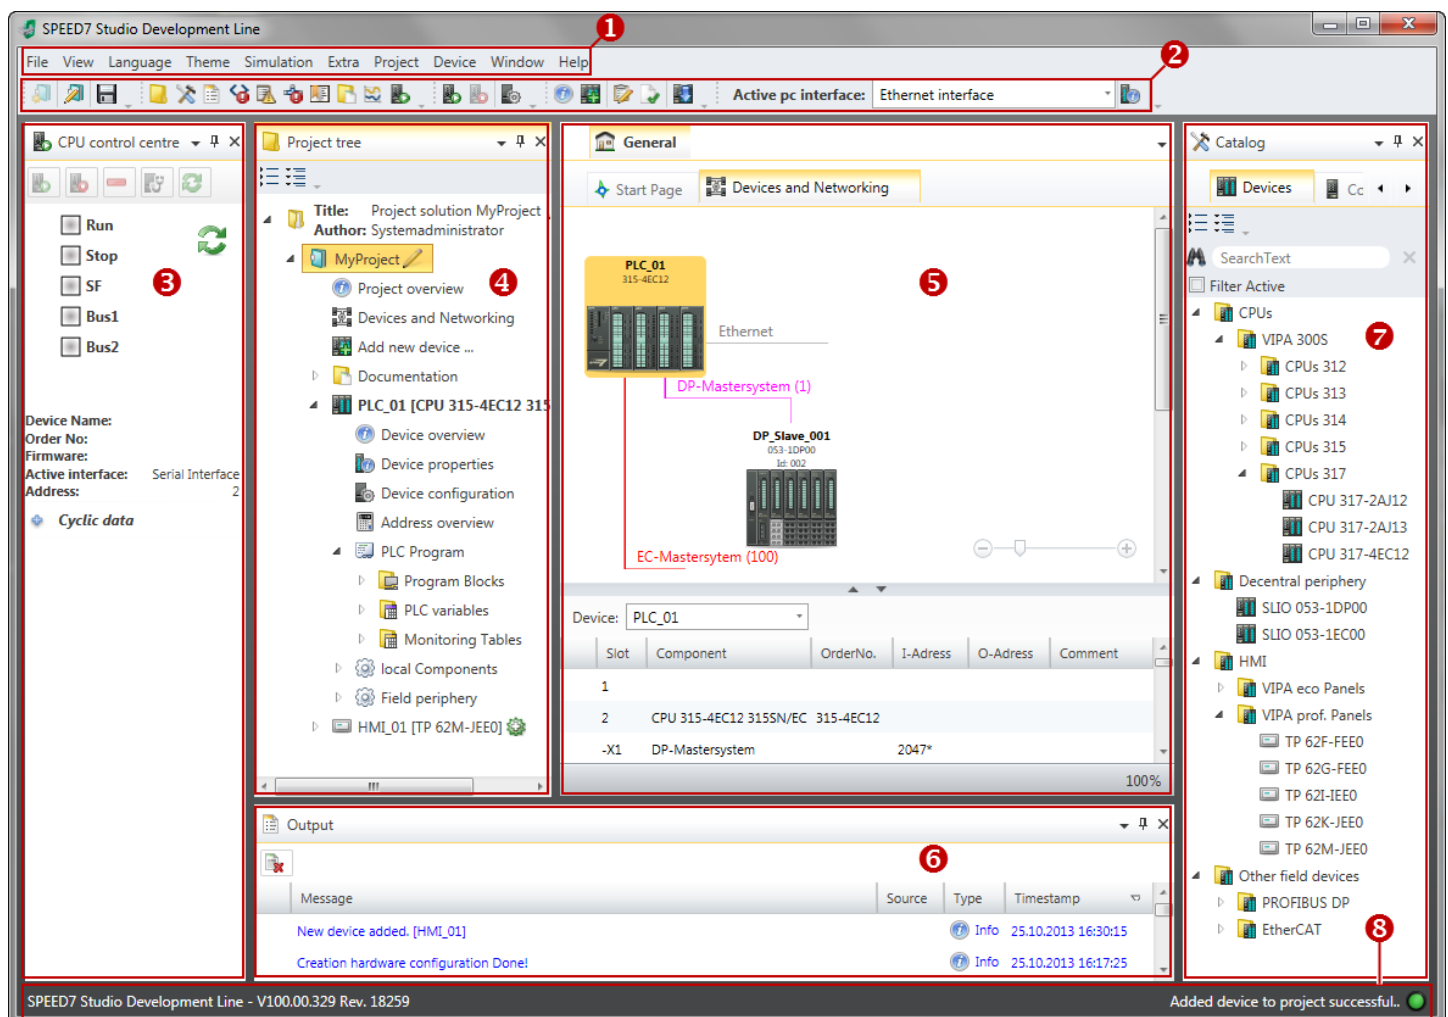 SPEED7 Studio Development Line
1
File View Language Theme Simulation Extra Project Device Window Help
2
Active pc interface: Ethernet interface
CPU control centre
Run
Stop
SF
3
Bus1
Bus2
Device Name:
Order No:
Firmware:
Active interface: Serial Interface
Address: 2
Cyclic data
Project tree
Title: Project solution MyProject
Author: Systemadministrator
MyProject
4
Project overview
Devices and Networking
Add new device ...
Documentation
PLC_01 [CPU 315-4EC12 315
Device overview
Device properties
Device configuration
Address overview
PLC Program
Program Blocks
PLC variables
Monitoring Tables
local Components
Field periphery
HMI_01 [TP 62M-JEE0]
General
Start Page Devices and Networking
PLC_01
315-4EC12
5
Ethernet
DP-Mastersystem (1)
DP_Slave_001
053-1DP00
Id: 002
EC-Mastersytem (100)
Device: PLC_01
Slot Component OrderNo. I-Adress O-Adress Comment
1
2 CPU 315-4EC12 315SN/EC 315-4EC12
-X1 DP-Mastersystem 2047*
100%
Output
6
Message Source Type Timestamp
New device added. [HMI_01] Info 25.10.2013 16:30:15
Creation hardware configuration Done! Info 25.10.2013 16:17:25
Catalog
Devices Cc
SearchText
Filter Active
CPUs
VIPA 300S
7
CPUs 312
CPUs 313
CPUs 314
CPUs 315
CPUs 317
CPU 317-2AJ12
CPU 317-2AJ13
CPU 317-4EC12
Decentral periphery
SLIO 053-1DP00
SLIO 053-1EC00
HMI
VIPA eco Panels
VIPA prof. Panels
TP 62F-FEE0
TP 62G-FEE0
TP 62I-IEE0
TP 62K-JEE0
TP 62M-JEE0
Other field devices
PROFIBUS DP
EtherCAT
8
SPEED7 Studio Development Line - V100.00.329 Rev. 18259
Added device to project successful..